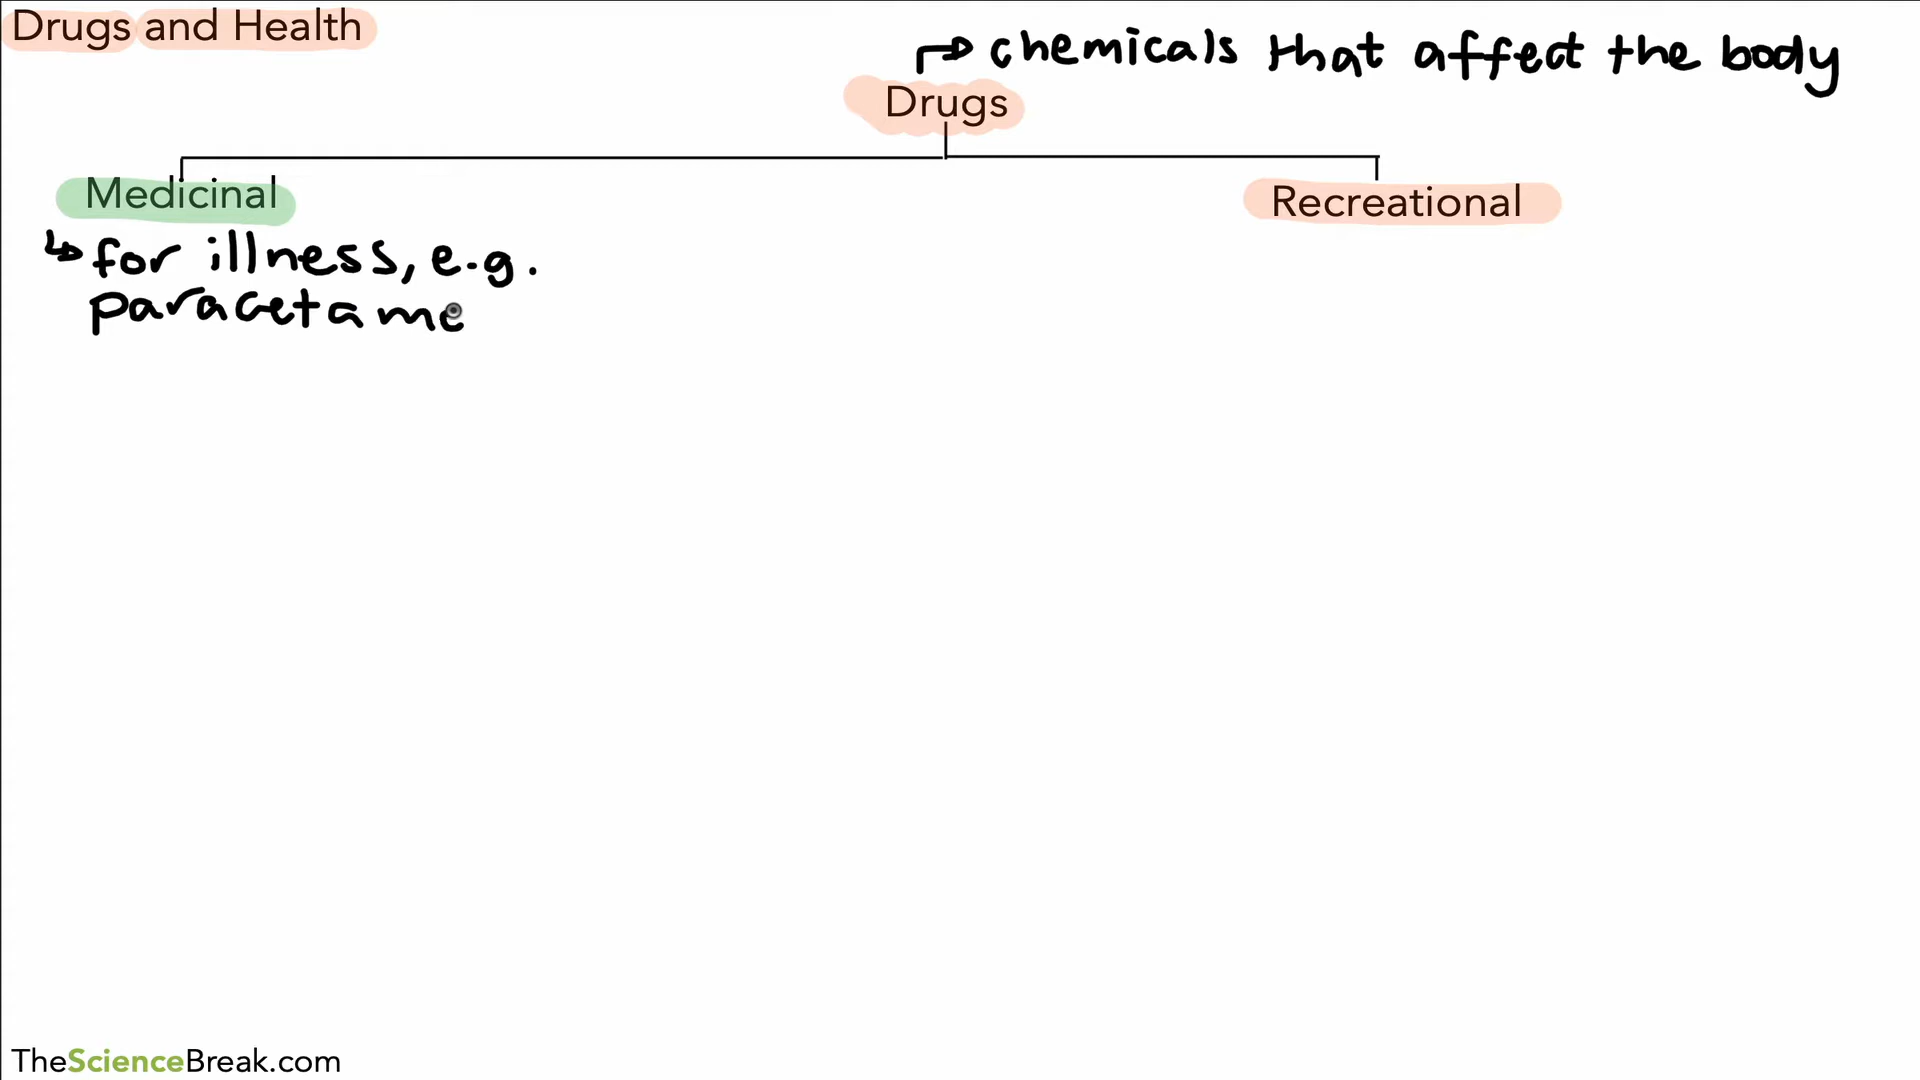 Drugs and Health
chemicals that affect the body
Drugs
Medicinal
Recreational
for illness, e.g.
paracetame
TheScienceBreak.com